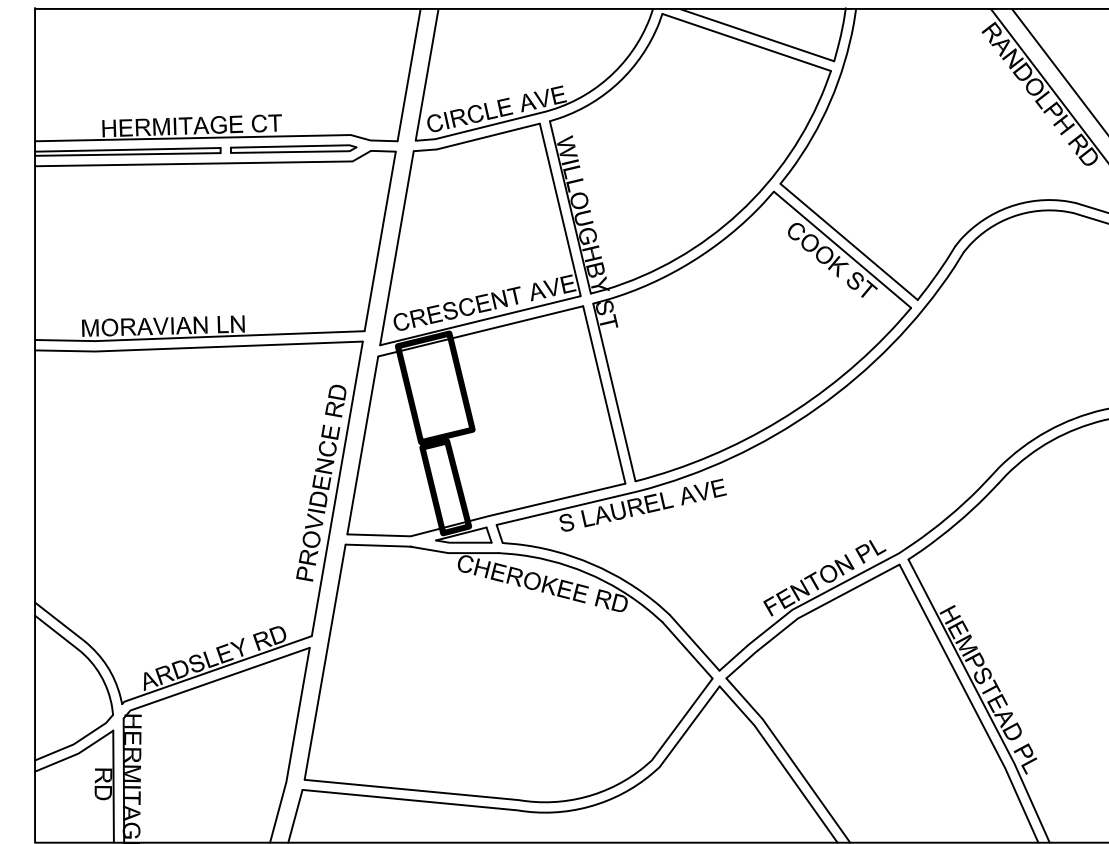 RANDOLPH RD
CIRCLE AVE
HERMITAGE CT
WILLOUGHBY ST
COOK ST
CRESCENT AVE
MORAVIAN LN
PROVIDENCE RD
S LAUREL AVE
CHEROKEE RD
FENTON PL
HEMPSTEAD PL
ARDSLEY RD
HERMITAG
RD